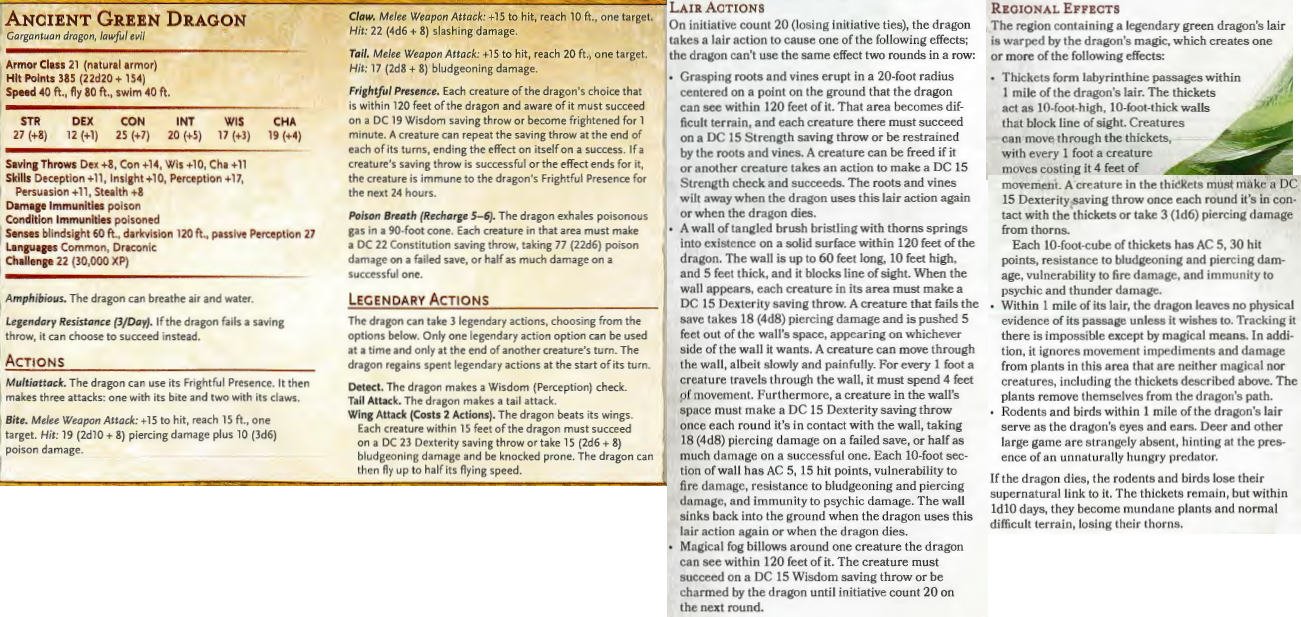 ANCIENT GREEN DRAGON
Gargantuan dragon, lawful evil
Armor Class 21 (natural armor)
Hit Points 385 (22d20 + 154)
Speed 40 ft., fly 80 ft., swim 40 ft.
STR DEX CON INT WIS CHA
27 (+8) 12 (+1) 25 (+7) 20 (+5) 17 (+3) 19 (+4)
Saving Throws Dex +8, Con +14, Wis +10, Cha +11
Skills Deception +11, Insight +10, Perception +17,
Persuasion +11, Stealth +8
Damage Immunities poison
Condition Immunities poisoned
Senses blindsight 60 ft., darkvision 120 ft., passive Perception 27
Languages Common, Draconic
Challenge 22 (30,000 XP)
Amphibious. The dragon can breathe air and water.
Legendary Resistance (3/Day). If the dragon fails a saving
throw, it can choose to succeed instead.
ACTIONS
Multiattack. The dragon can use its Frightful Presence. It then
makes three attacks: one with its bite and two with its claws.
Bite. Melee Weapon Attack: +15 to hit, reach 15 ft., one
target. Hit: 19 (2d10 + 8) piercing damage plus 10 (3d6)
poison damage.
Claw. Melee Weapon Attack: +15 to hit, reach 10 ft., one target.
Hit: 22 (4d6 + 8) slashing damage.
Tail. Melee Weapon Attack: +15 to hit, reach 20 ft., one target.
Hit: 17 (2d8 + 8) bludgeoning damage.
Frightful Presence. Each creature of the dragon's choice that
is within 120 feet of the dragon and aware of it must succeed
on a DC 19 Wisdom saving throw or become frightened for 1
minute. A creature can repeat the saving throw at the end of
each of its turns, ending the effect on itself on a success. If a
creature's saving throw is successful or the effect ends for it,
the creature is immune to the dragon's Frightful Presence for
the next 24 hours.
Poison Breath (Recharge 5–6). The dragon exhales poisonous
gas in a 90-foot cone. Each creature in that area must make
a DC 22 Constitution saving throw, taking 77 (22d6) poison
damage on a failed save, or half as much damage on a
successful one.
LEGENDARY ACTIONS
The dragon can take 3 legendary actions, choosing from the
options below. Only one legendary action option can be used
at a time and only at the end of another creature's turn. The
dragon regains spent legendary actions at the start of its turn.
Detect. The dragon makes a Wisdom (Perception) check.
Tail Attack. The dragon makes a tail attack.
Wing Attack (Costs 2 Actions). The dragon beats its wings.
Each creature within 15 feet of the dragon must succeed
on a DC 23 Dexterity saving throw or take 15 (2d6 + 8)
bludgeoning damage and be knocked prone. The dragon can
then fly up to half its flying speed.
LAIR ACTIONS
On initiative count 20 (losing initiative ties), the dragon
takes a lair action to cause one of the following effects;
the dragon can't use the same effect two rounds in a row:
• Grasping roots and vines erupt in a 20-foot radius
centered on a point on the ground that the dragon
can see within 120 feet of it. That area becomes dif-
ficult terrain, and each creature there must succeed
on a DC 15 Strength saving throw or be restrained
by the roots and vines. A creature can be freed if it
or another creature takes an action to make a DC 15
Strength check and succeeds. The roots and vines
wilt away when the dragon uses this lair action again
or when the dragon dies.
• A wall of tangled brush bristling with thorns springs
into existence on a solid surface within 120 feet of the
dragon. The wall is up to 60 feet long, 10 feet high,
and 5 feet thick, and it blocks line of sight. When the
wall appears, each creature in its area must make a
DC 15 Dexterity saving throw. A creature that fails the
save takes 18 (4d8) piercing damage and is pushed 5
feet out of the wall's space, appearing on whichever
side of the wall it wants. A creature can move through
the wall, albeit slowly and painfully. For every 1 foot a
creature travels through the wall, it must spend 4 feet
of movement. Furthermore, a creature in the wall's
space must make a DC 15 Dexterity saving throw
once each round it's in contact with the wall, taking
18 (4d8) piercing damage on a failed save, or half as
much damage on a successful one. Each 10-foot sec-
tion of wall has AC 5, 15 hit points, vulnerability to
fire damage, resistance to bludgeoning and piercing
damage, and immunity to psychic damage. The wall
sinks back into the ground when the dragon uses this
lair action again or when the dragon dies.
• Magical fog billows around one creature the dragon
can see within 120 feet of it. The creature must
succeed on a DC 15 Wisdom saving throw or be
charmed by the dragon until initiative count 20 on
the next round.
REGIONAL EFFECTS
The region containing a legendary green dragon's lair
is warped by the dragon's magic, which creates one
or more of the following effects:
• Thickets form labyrinthine passages within
1 mile of the dragon's lair. The thickets
act as 10-foot-high, 10-foot-thick walls
that block line of sight. Creatures
can move through the thickets,
with every 1 foot a creature
moves costing it 4 feet of
movement. A creature in the thickets must make a DC
15 Dexterity saving throw once each round it's in con-
tact with the thickets or take 3 (1d6) piercing damage
from thorns.
Each 10-foot-cube of thickets has AC 5, 30 hit
points, resistance to bludgeoning and piercing dam-
age, vulnerability to fire damage, and immunity to
psychic and thunder damage.
• Within 1 mile of its lair, the dragon leaves no physical
evidence of its passage unless it wishes to. Tracking it
there is impossible except by magical means. In addi-
tion, it ignores movement impediments and damage
from plants in this area that are neither magical nor
creatures, including the thickets described above. The
plants remove themselves from the dragon's path.
• Rodents and birds within 1 mile of the dragon's lair
serve as the dragon's eyes and ears. Deer and other
large game are strangely absent, hinting at the pres-
ence of an unnaturally hungry predator.
If the dragon dies, the rodents and birds lose their
supernatural link to it. The thickets remain, but within
1d10 days, they become mundane plants and normal
difficult terrain, losing their thorns.